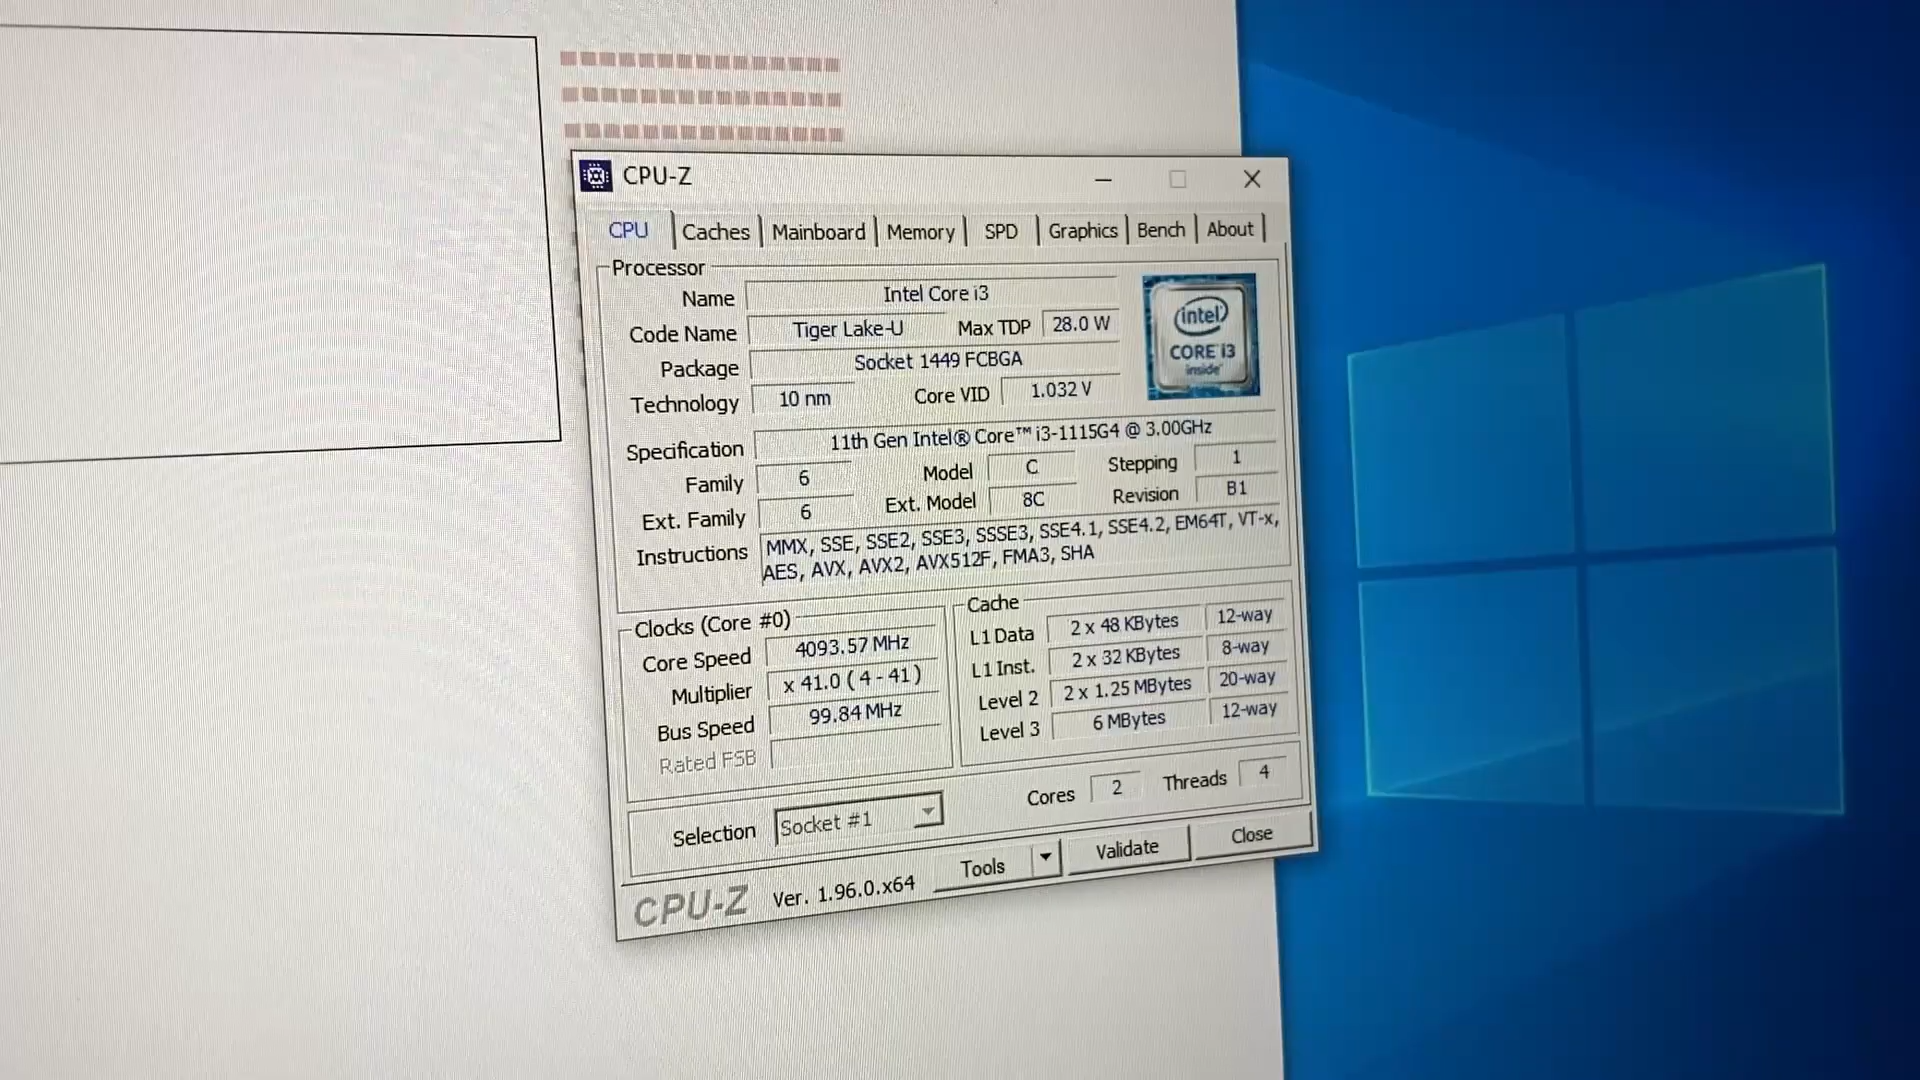 CPU-Z
CPU Caches Mainboard Memory SPD Graphics Bench About
Processor
Name Intel Core i3
Code Name Tiger Lake-U Max TDP 28.0 W
Package Socket 1449 FCBGA
Technology 10 nm Core VID 1.032 V
intel
CORE i3
inside
Specification 11th Gen Intel® Core™ i3-1115G4 @ 3.00GHz
Family 6 Model C Stepping 1
Ext. Family 6 Ext. Model 8C Revision B1
Instructions MMX, SSE, SSE2, SSE3, SSSE3, SSE4.1, SSE4.2, EM64T, VT-x,
AES, AVX, AVX2, AVX512F, FMA3, SHA
Clocks (Core #0)
Core Speed 4093.57 MHz
Multiplier x 41.0 ( 4 - 41 )
Bus Speed 99.84 MHz
Rated FSB
Cache
L1 Data 2 x 48 KBytes 12-way
L1 Inst. 2 x 32 KBytes 8-way
Level 2 2 x 1.25 MBytes 20-way
Level 3 6 MBytes 12-way
Selection Socket #1 Cores 2 Threads 4
CPU-Z Ver. 1.96.0.x64 Tools Validate Close